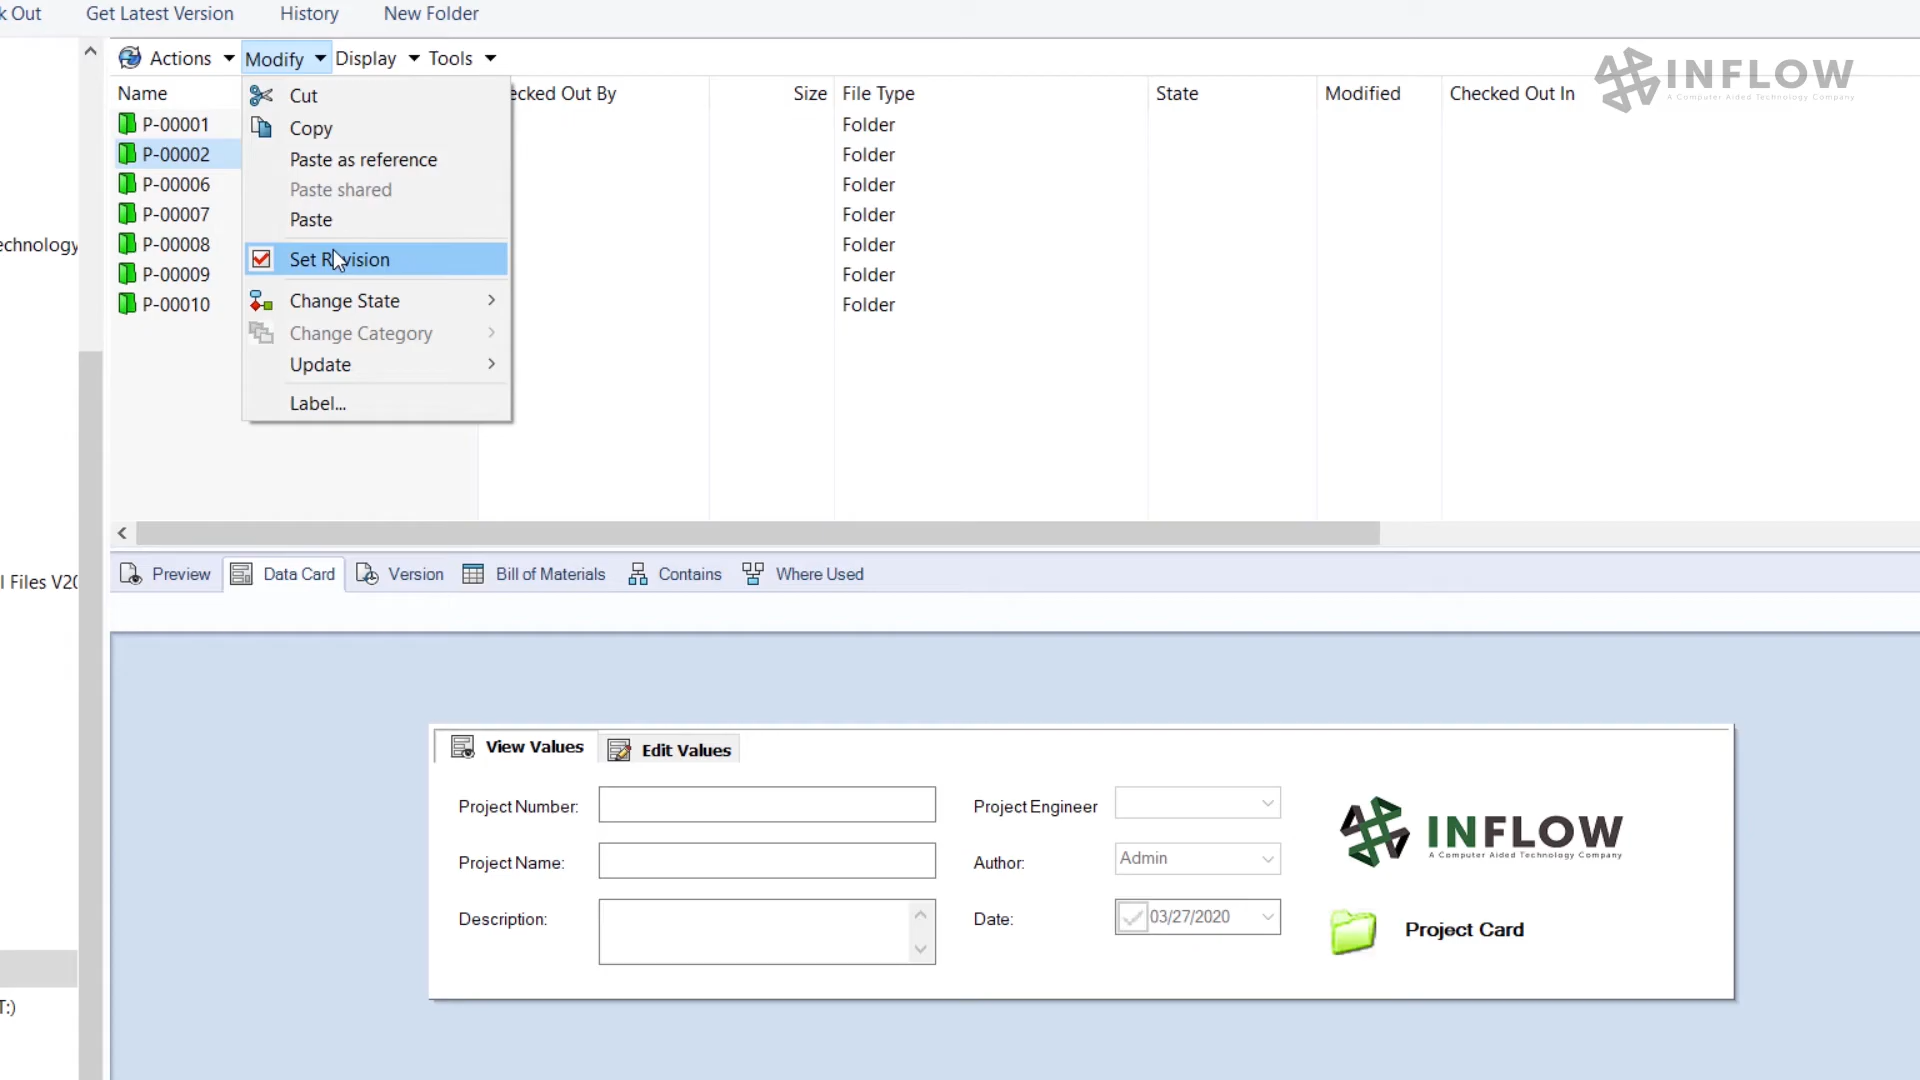 k Out Get Latest Version History New Folder
Actions Modify Display Tools
INFLOW
A Computer Aided Technology Company
Name ecked Out By Size File Type State Modified Checked Out In
P-00001 Folder
P-00002 Folder
P-00006 Folder
P-00007 Folder
P-00008 Folder
P-00009 Folder
P-00010 Folder
Cut
Copy
Paste as reference
Paste shared
Paste
Set Revision
Change State
Change Category
Update
Label...
echnology
l Files V20
T:)
Preview Data Card Version Bill of Materials Contains Where Used
View Values Edit Values
Project Number: Project Engineer
Project Name: Author: Admin
Description: Date: 03/27/2020
INFLOW
A Computer Aided Technology Company
Project Card